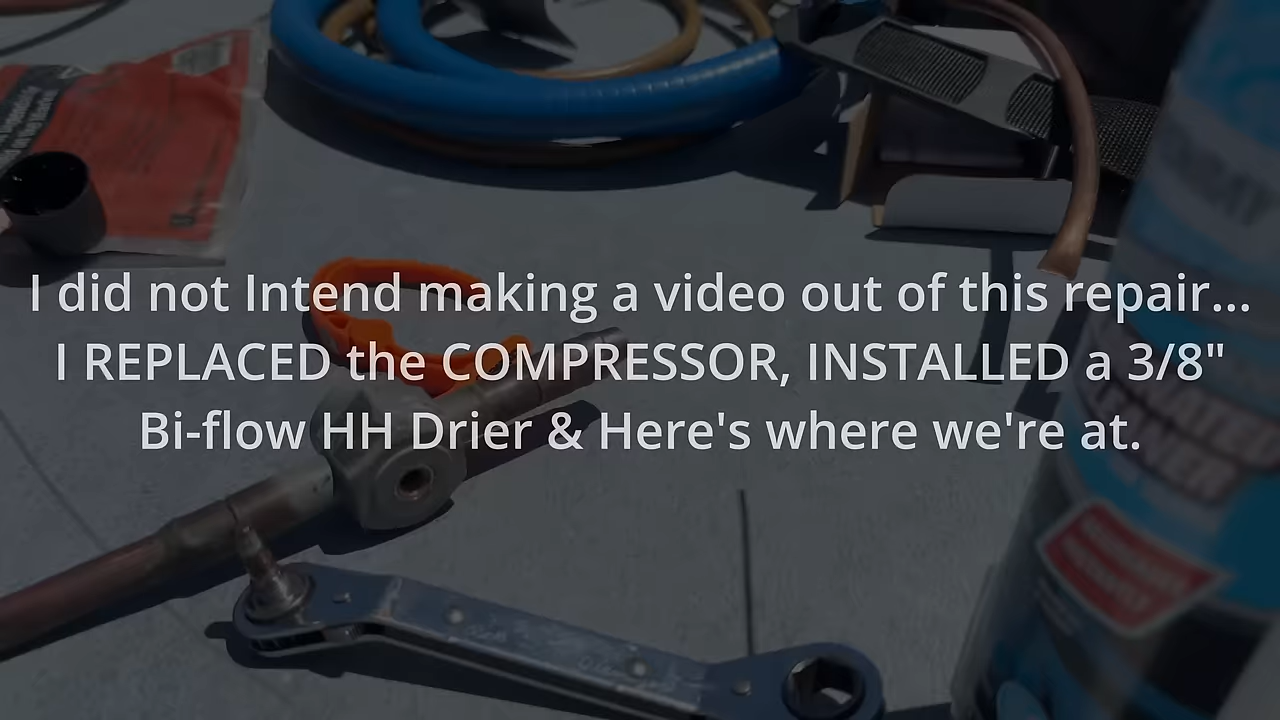 I did not Intend making a video out of this repair...
I REPLACED the COMPRESSOR, INSTALLED a 3/8"
Bi-flow HH Drier & Here's where we're at.